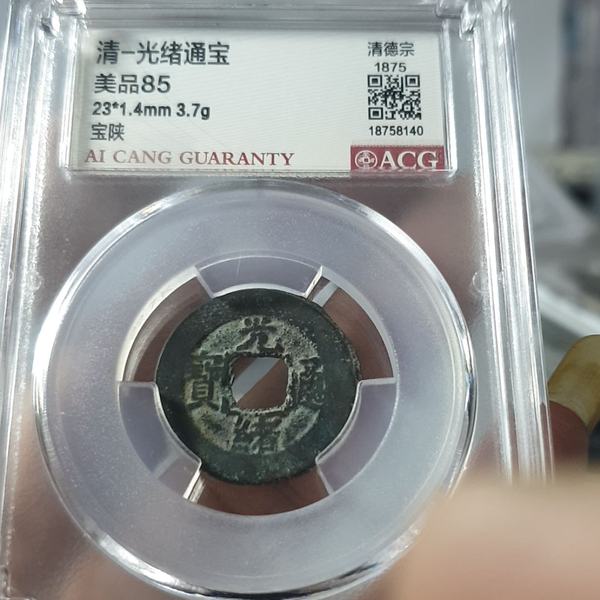 清-光绪通宝
美品85
23*1.4mm 3.7g
宝陕
清德宗
1875
18758140
AI CANG GUARANTY
ACG
光
寶 通
緒